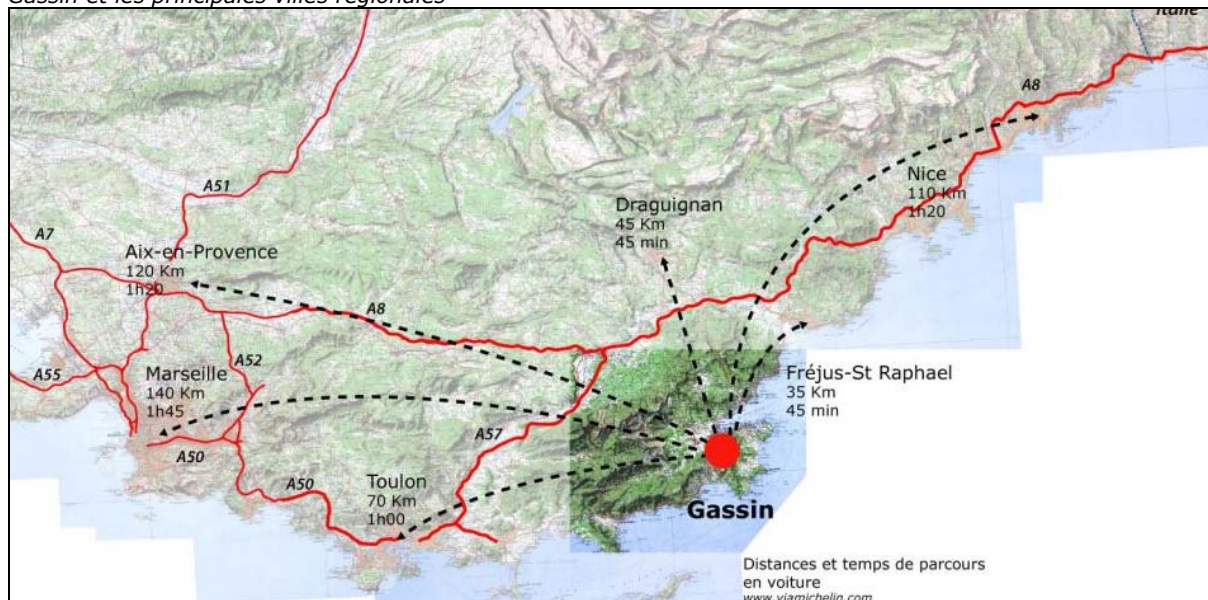 Gassin et les principales villes régionales
Italie
A8
A51
A7
Aix-en-Provence
120 Km
1h20
Draguignan
45 Km
45 min
Nice
110 Km
1h20
A8
A52
A55
Marseille
140 Km
1h45
Fréjus-St Raphael
35 Km
45 min
A57
A50
A50
Toulon
70 Km
1h00
Gassin
Distances et temps de parcours
en voiture
www.viamichelin.com